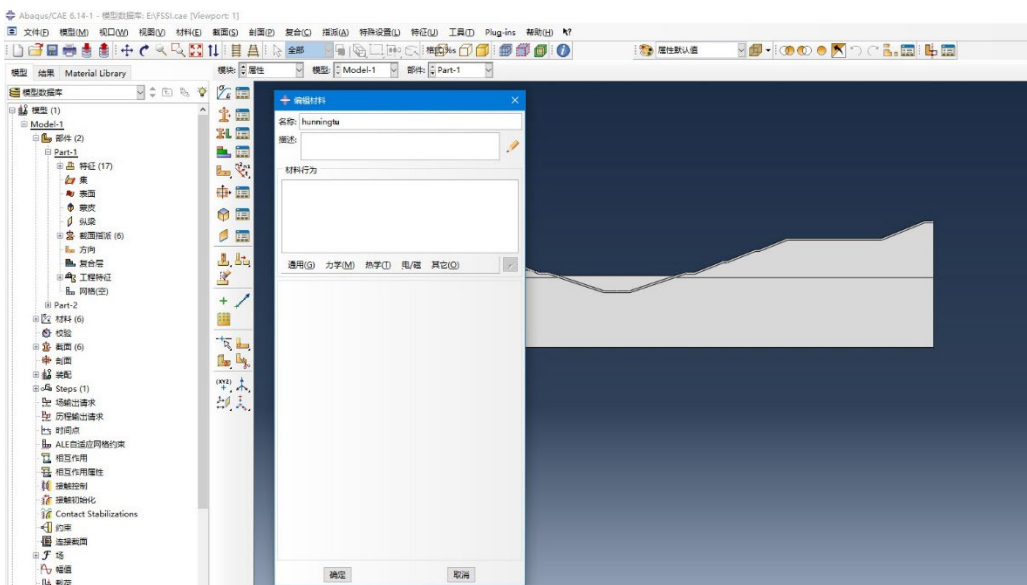 Abaqus/CAE 6.14-1 - 模型数据库: E:\FSSI.cae [Viewport: 1]
文件(F) 模型(M) 视口(W) 视图(V) 材料(E) 截面(S) 剖面(P) 复合(C) 指派(A) 特殊设置(L) 特征(U) 工具(T) Plug-ins 帮助(H)
全部 属性默认值
模型 结果 Material Library 模块: 属性 模型: Model-1 部件: Part-1
模型数据库
模型 (1)
Model-1
部件 (2)
Part-1
特征 (17)
集
表面
蒙皮
纵梁
截面指派 (6)
方向
复合层
工程特征
网格(空)
Part-2
材料 (6)
校验
截面 (6)
剖面
装配
Steps (1)
场输出请求
历程输出请求
时间点
ALE自适应网格约束
相互作用
相互作用属性
接触控制
接触初始化
Contact Stabilizations
约束
连接截面
场
幅值
载荷
(XYZ)
编辑材料
名称: hunningtu
描述:
材料行为
通用(G) 力学(M) 热学(T) 电/磁 其它(O)
确定 取消